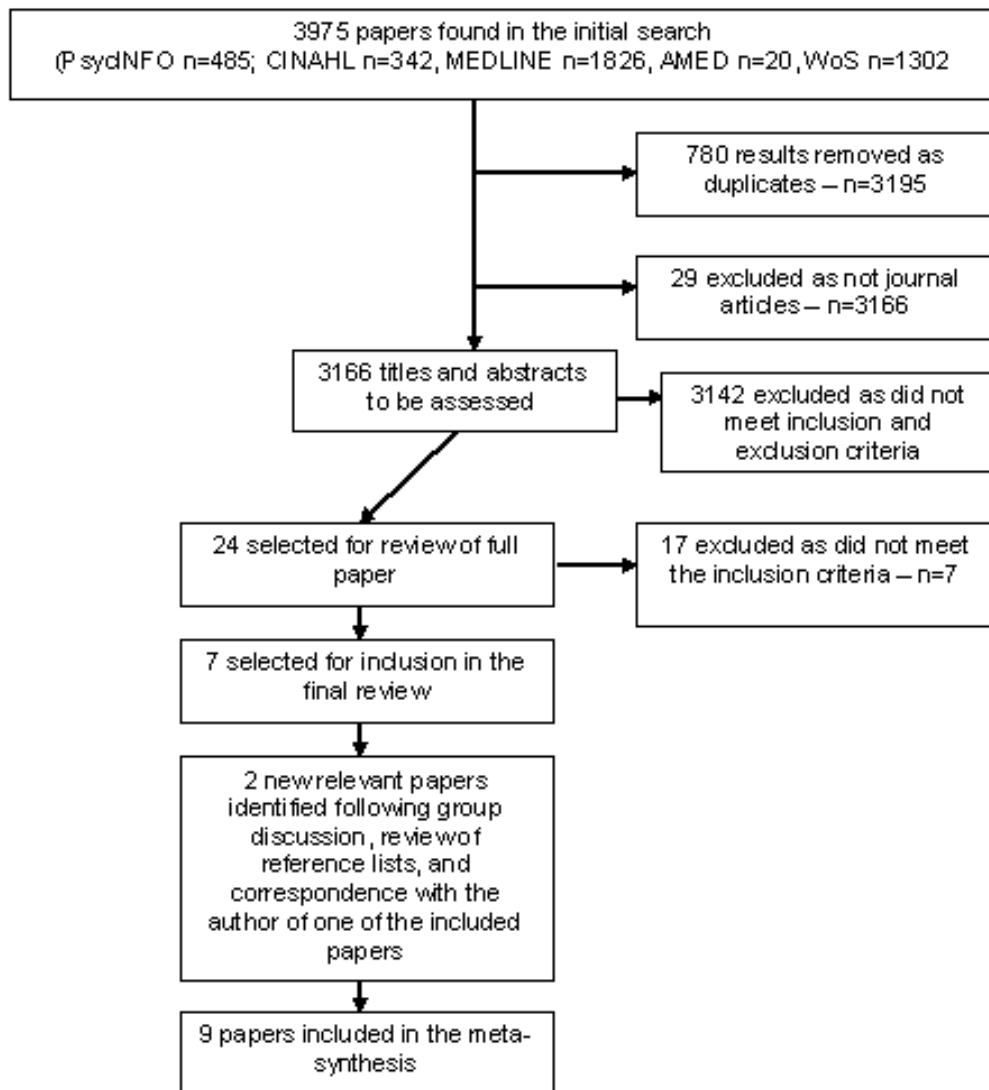 3975 papers found in the initial search
(PsycINFO n=485; CINAHL n=342, MEDLINE n=1826, AMED n=20, WoS n=1302
780 results removed as
duplicates – n=3195
29 excluded as not journal
articles – n=3166
3166 titles and abstracts
to be assessed
3142 excluded as did not
meet inclusion and
exclusion criteria
24 selected for review of full
paper
17 excluded as did not meet
the inclusion criteria – n=7
7 selected for inclusion in the
final review
2 new relevant papers
identified following group
discussion, review of
reference lists, and
correspondence with the
author of one of the included
papers
9 papers included in the meta-
synthesis